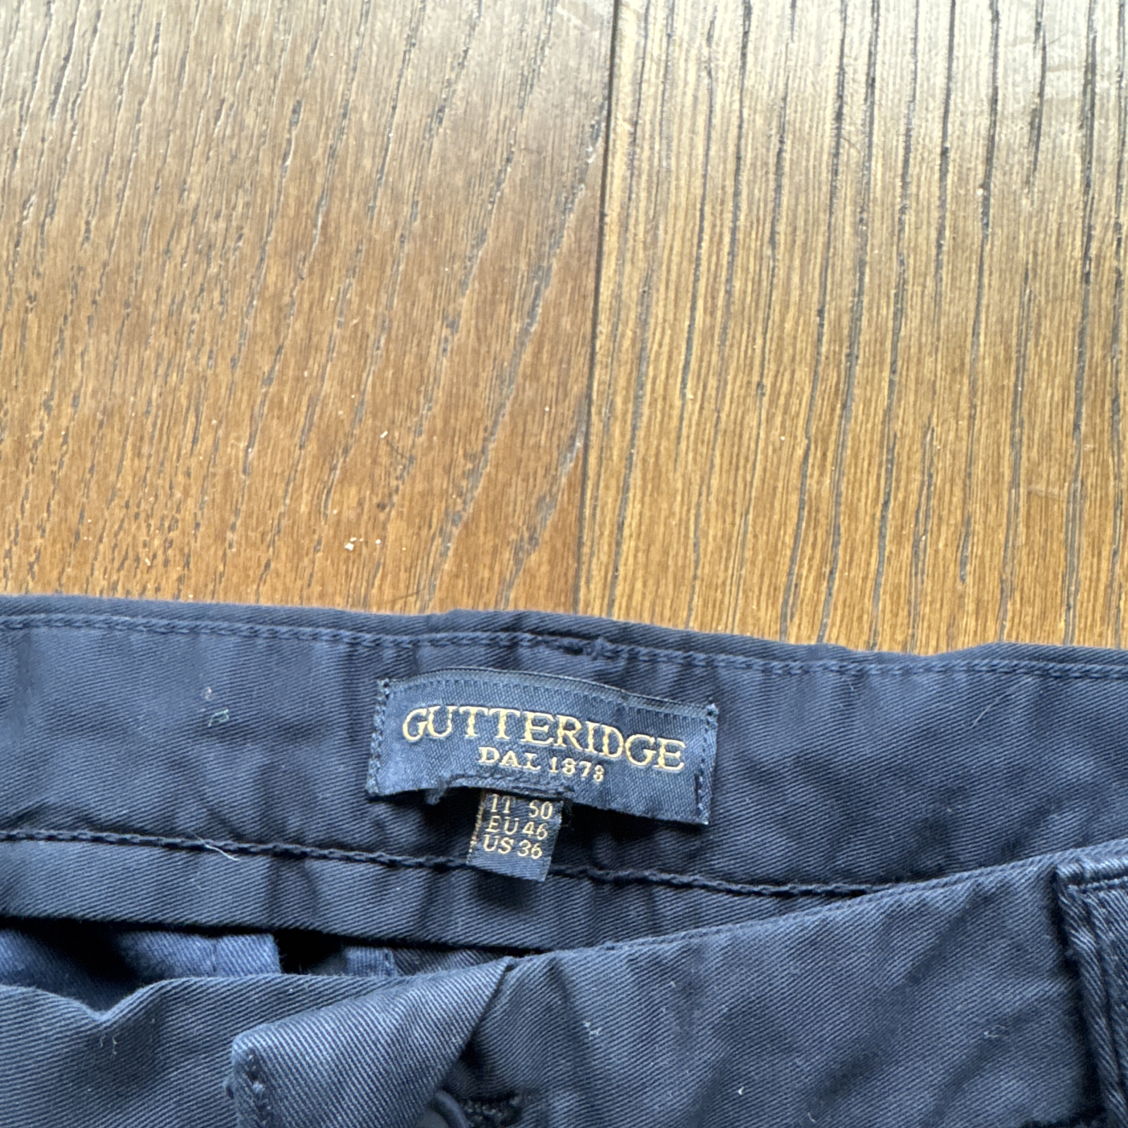 GUTTERIDGE
DAL 1878
IT 50
EU 46
US 36